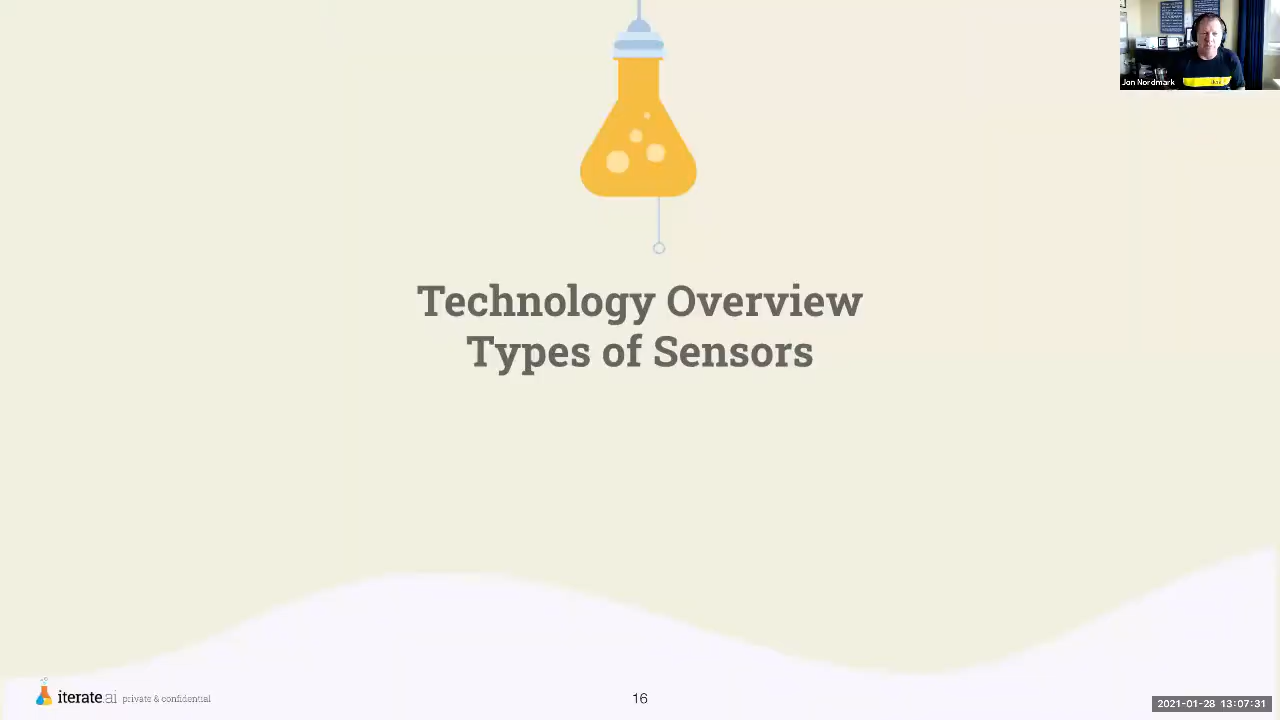 Jon Nordmark
Technology Overview
Types of Sensors
iterate.ai private & confidential
16
2021-01-28 13:07:31